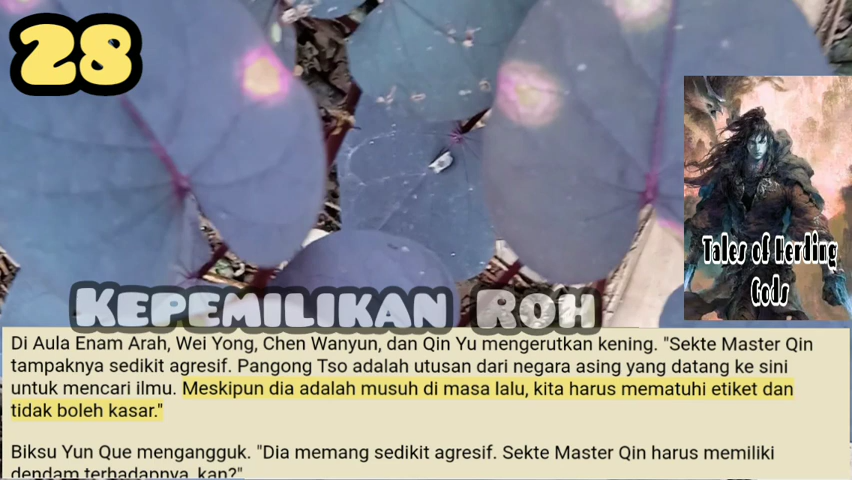 28
Tales of Herding
Gods
Kepemilikan Roh
Di Aula Enam Arah, Wei Yong, Chen Wanyun, dan Qin Yu mengerutkan kening. "Sekte Master Qin
tampaknya sedikit agresif. Pangong Tso adalah utusan dari negara asing yang datang ke sini
untuk mencari ilmu. Meskipun dia adalah musuh di masa lalu, kita harus mematuhi etiket dan
tidak boleh kasar."
Biksu Yun Que mengangguk. "Dia memang sedikit agresif. Sekte Master Qin harus memiliki
dendam terhadapnya, kan?"